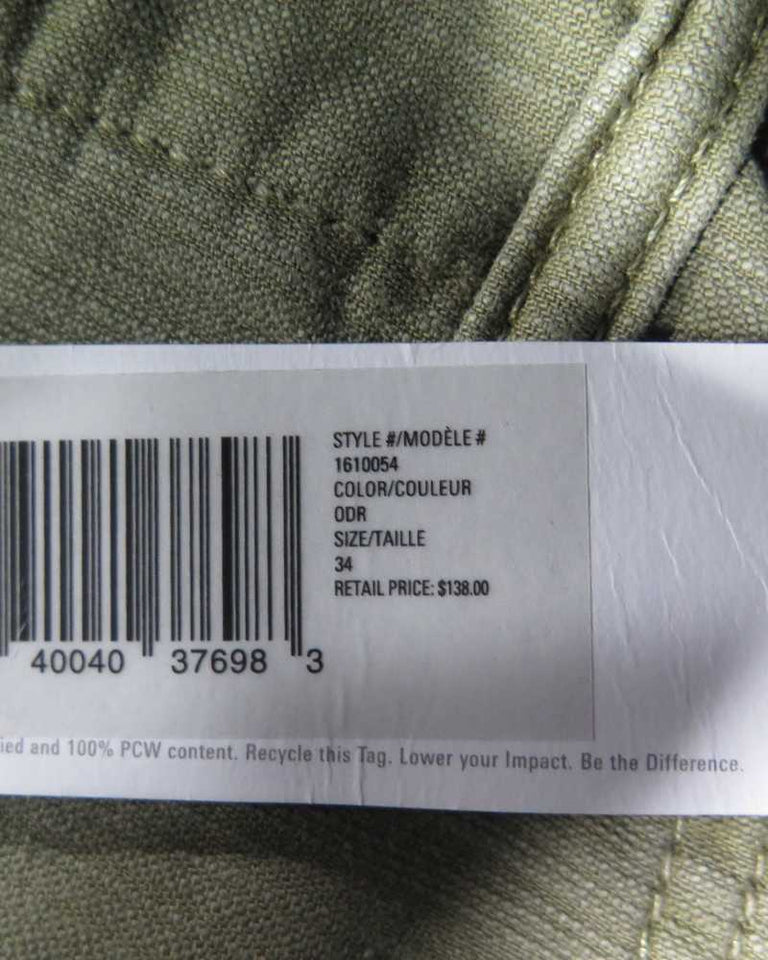 STYLE #/MODÈLE #
1610054
COLOR/COULEUR
ODR
SIZE/TAILLE
34
RETAIL PRICE: $138.00
40040 37698 3
ied and 100% PCW content. Recycle this Tag. Lower your Impact. Be the Difference.